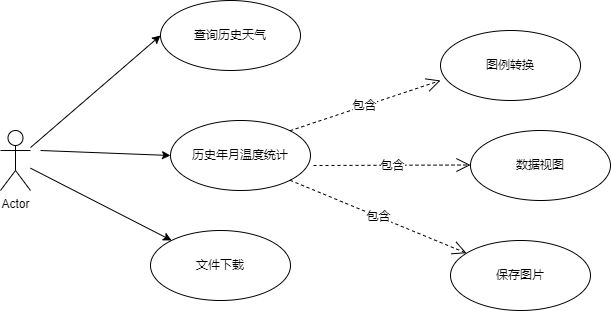 查询历史天气
图例转换
包含
历史年月温度统计
包含
数据视图
Actor
包含
文件下载
保存图片